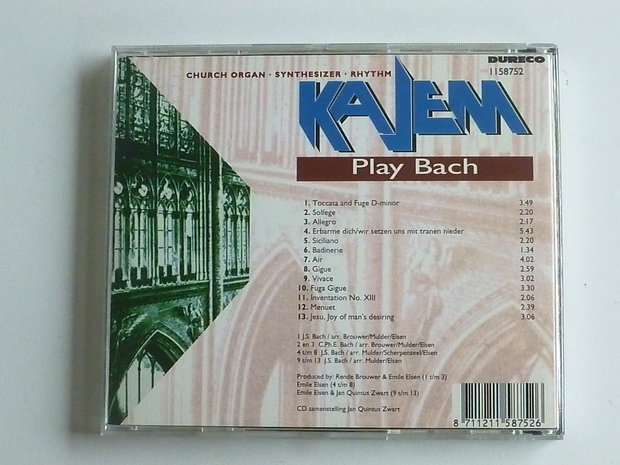 DURECO
1158752
CHURCH ORGAN · SYNTHESIZER · RHYTHM
KAJEM
Play Bach
1. Toccata and Fuge D-minor 3.49
2. Solfege 2.20
3. Allegro 2.17
4. Erbarme dich/wir setzen uns mit tranen nieder 5.43
5. Siciliano 2.20
6. Badinerie 1.34
7. Air 4.02
8. Gigue 2.59
9. Vivace 3.02
10. Fuga Gigue 3.30
11. Inventation No. XIII 2.06
12. Menuet 2.39
13. Jesu, Joy of man's desiring 3.06
1 J.S. Bach / arr. Brouwer/Mulder/Elsen
2 en 3 C.Ph.E. Bach / arr. Brouwer/Mulder/Elsen
4 t/m 8 J.S. Bach / arr. Mulder/Scherpenzeel/Elsen
9 t/m 13 J.S. Bach / arr. Mulder/Elsen
Produced by: Rende Brouwer & Emile Elsen (1 t/m 3)
Emile Elsen (4 t/m 8)
Emile Elsen & Jan Quintus Zwart (9 t/m 13)
CD samenstelling Jan Quintus Zwart
8 711211 587526